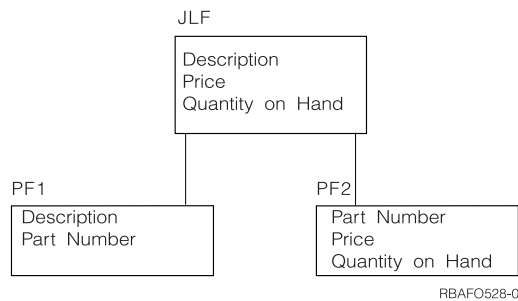 JLF
Description
Price
Quantity on Hand
PF1
Description
Part Number
PF2
Part Number
Price
Quantity on Hand
RBAFO528-0